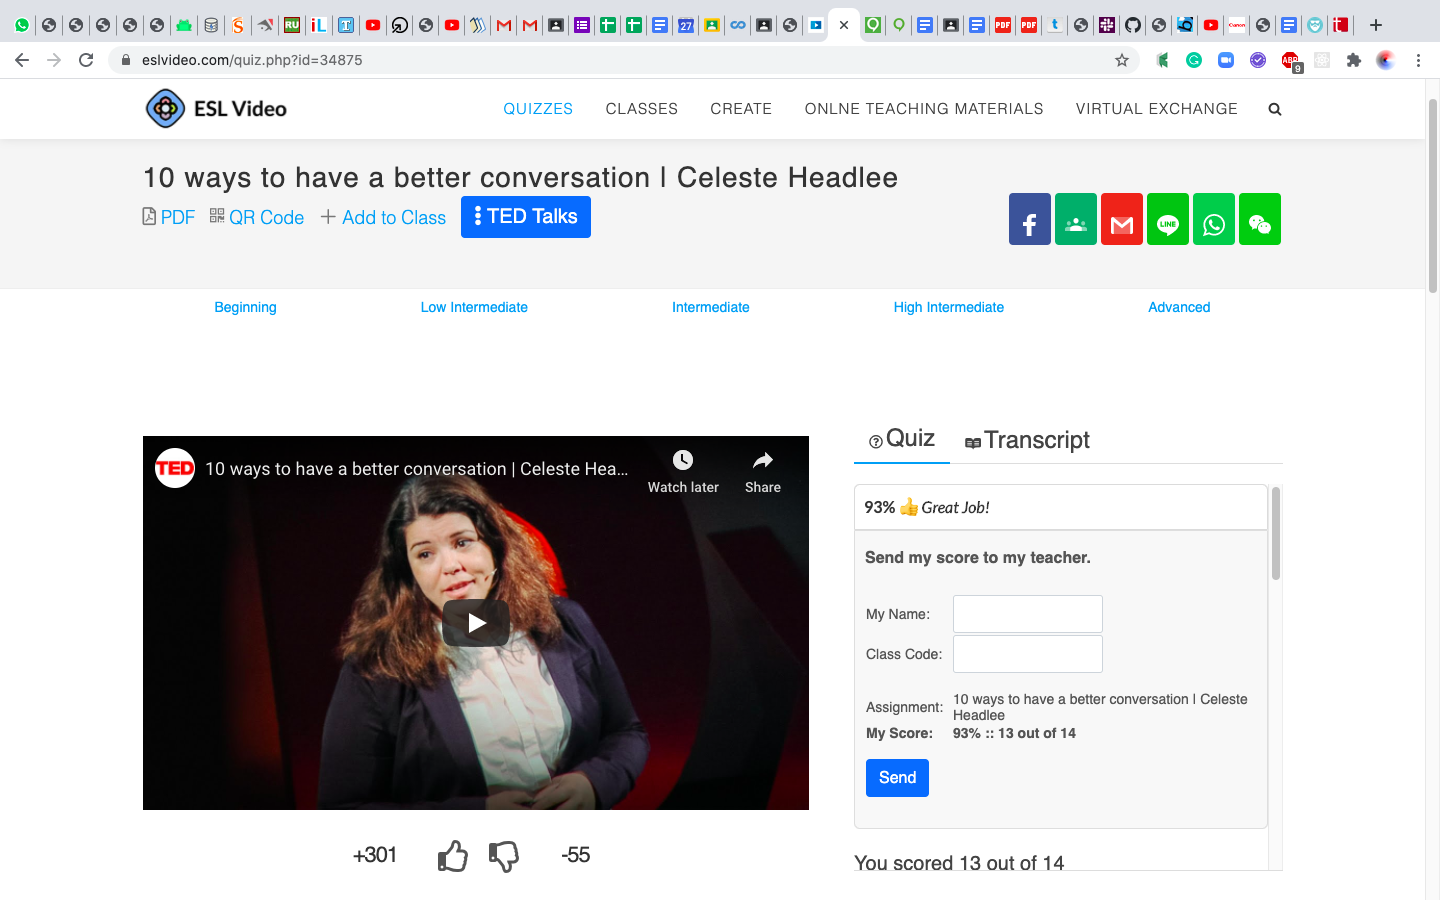 eslvideo.com/quiz.php?id=34875
ESL Video
QUIZZES CLASSES CREATE ONLNE TEACHING MATERIALS VIRTUAL EXCHANGE
10 ways to have a better conversation | Celeste Headlee
PDF QR Code Add to Class TED Talks
LINE
Beginning Low Intermediate Intermediate High Intermediate Advanced
Quiz Transcript
TED 10 ways to have a better conversation | Celeste Hea...
Watch later Share
93% Great Job!
Send my score to my teacher.
My Name:
Class Code:
Assignment: 10 ways to have a better conversation | Celeste
Headlee
My Score: 93% :: 13 out of 14
Send
+301 -55
You scored 13 out of 14